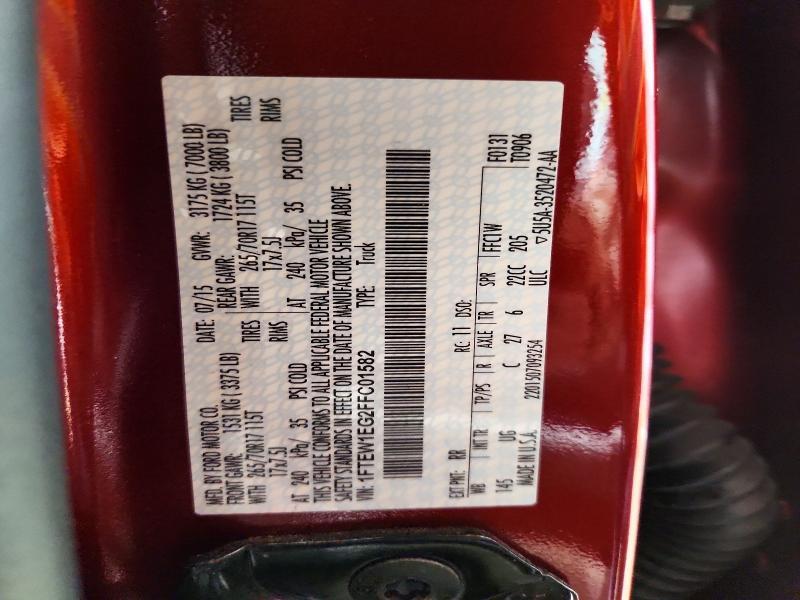 MFD. BY FORD MOTOR CO. DATE: 07/15 GVWR: 3175 KG ( 7000 LB)
FRONT GAWR: 1531 KG ( 3375 LB) REAR GAWR: 1724 KG ( 3800 LB)
WITH 265/70R17 115T TIRES WITH 265/70R17 115T TIRES
17x7.5J RIMS 17x7.5J RIMS
AT 240 kPa/ 35 PSI COLD AT 240 kPa/ 35 PSI COLD
THIS VEHICLE CONFORMS TO ALL APPLICABLE FEDERAL MOTOR VEHICLE
SAFETY STANDARDS IN EFFECT ON THE DATE OF MANUFACTURE SHOWN ABOVE.
VIN: 1FTEW1EG2FFC01582 TYPE: Truck
EXT PNT: RR RC: 11 DSO: F0131
WB INT TR TP/PS R AXLE TR SPR FFC1W T0906
145 UG C 27 6 22CC 205
MADE IN U.S.A. 2201507093254 ULC ▽5U5A-3520472-AA